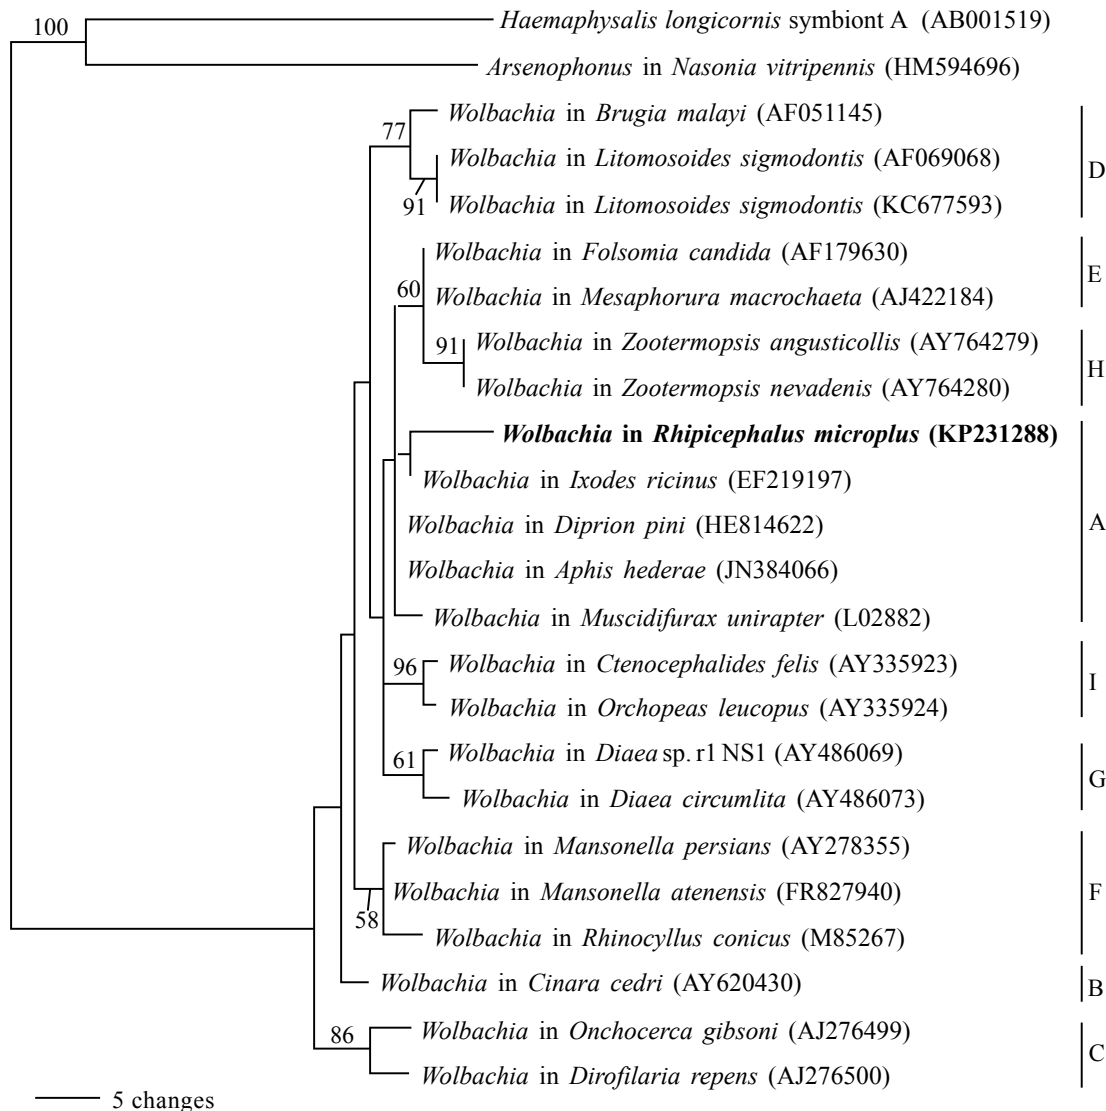 100
Haemaphysalis longicornis symbiont A (AB001519)
Arsenophonus in Nasonia vitripennis (HM594696)
Wolbachia in Brugia malayi (AF051145)
77
Wolbachia in Litomosoides sigmodontis (AF069068)
D
91
Wolbachia in Litomosoides sigmodontis (KC677593)
Wolbachia in Folsomia candida (AF179630)
E
60
Wolbachia in Mesaphorura macrochaeta (AJ422184)
91
Wolbachia in Zootermopsis angusticollis (AY764279)
H
Wolbachia in Zootermopsis nevadenis (AY764280)
Wolbachia in Rhipicephalus microplus (KP231288)
Wolbachia in Ixodes ricinus (EF219197)
Wolbachia in Diprion pini (HE814622)
A
Wolbachia in Aphis hederae (JN384066)
Wolbachia in Muscidifurax unirapter (L02882)
96
Wolbachia in Ctenocephalides felis (AY335923)
I
Wolbachia in Orchopeas leucopus (AY335924)
61
Wolbachia in Diaea sp. r1 NS1 (AY486069)
G
Wolbachia in Diaea circumlita (AY486073)
Wolbachia in Mansonella persians (AY278355)
Wolbachia in Mansonella atenensis (FR827940)
F
58
Wolbachia in Rhinocyllus conicus (M85267)
Wolbachia in Cinara cedri (AY620430)
B
86
Wolbachia in Onchocerca gibsoni (AJ276499)
C
Wolbachia in Dirofilaria repens (AJ276500)
5 changes